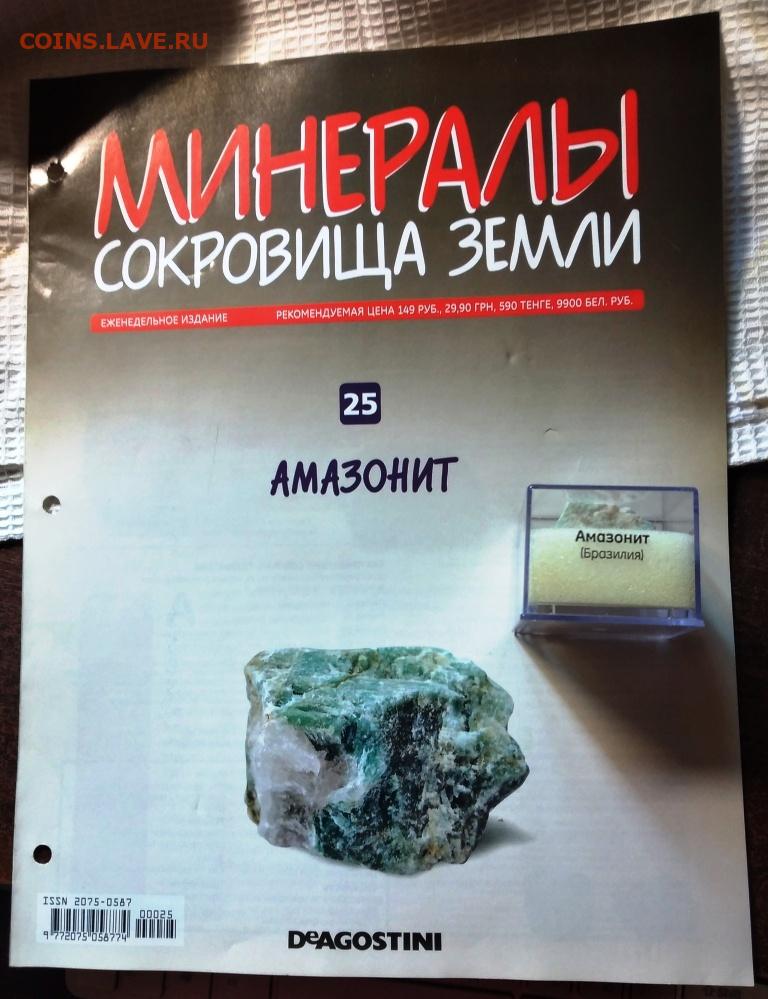 COINS.LAVE.RU
МИНЕРАЛЫ
СОКРОВИЩА ЗЕМЛИ
ЕЖЕНЕДЕЛЬНОЕ ИЗДАНИЕ РЕКОМЕНДУЕМАЯ ЦЕНА 149 РУБ., 29,90 ГРН, 590 ТЕНГЕ, 9900 БЕЛ. РУБ.
25
АМАЗОНИТ
Амазонит
(Бразилия)
ISSN 2075-0587
00025
9 772075 058774
DeAGOSTINI